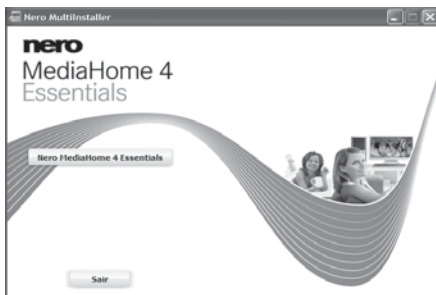 Nero MultiInstaller
nero
MediaHome 4
Essentials
Nero MediaHome 4 Essentials
Sair